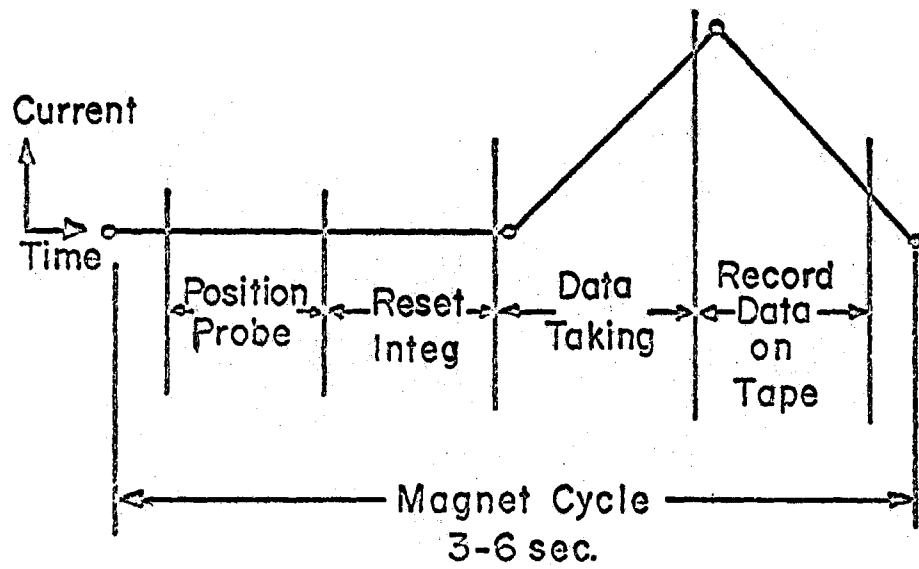 Current
Time
Position
Probe
Reset
Integ
Data
Taking
Record
Data
on
Tape
Magnet Cycle
3-6 sec.